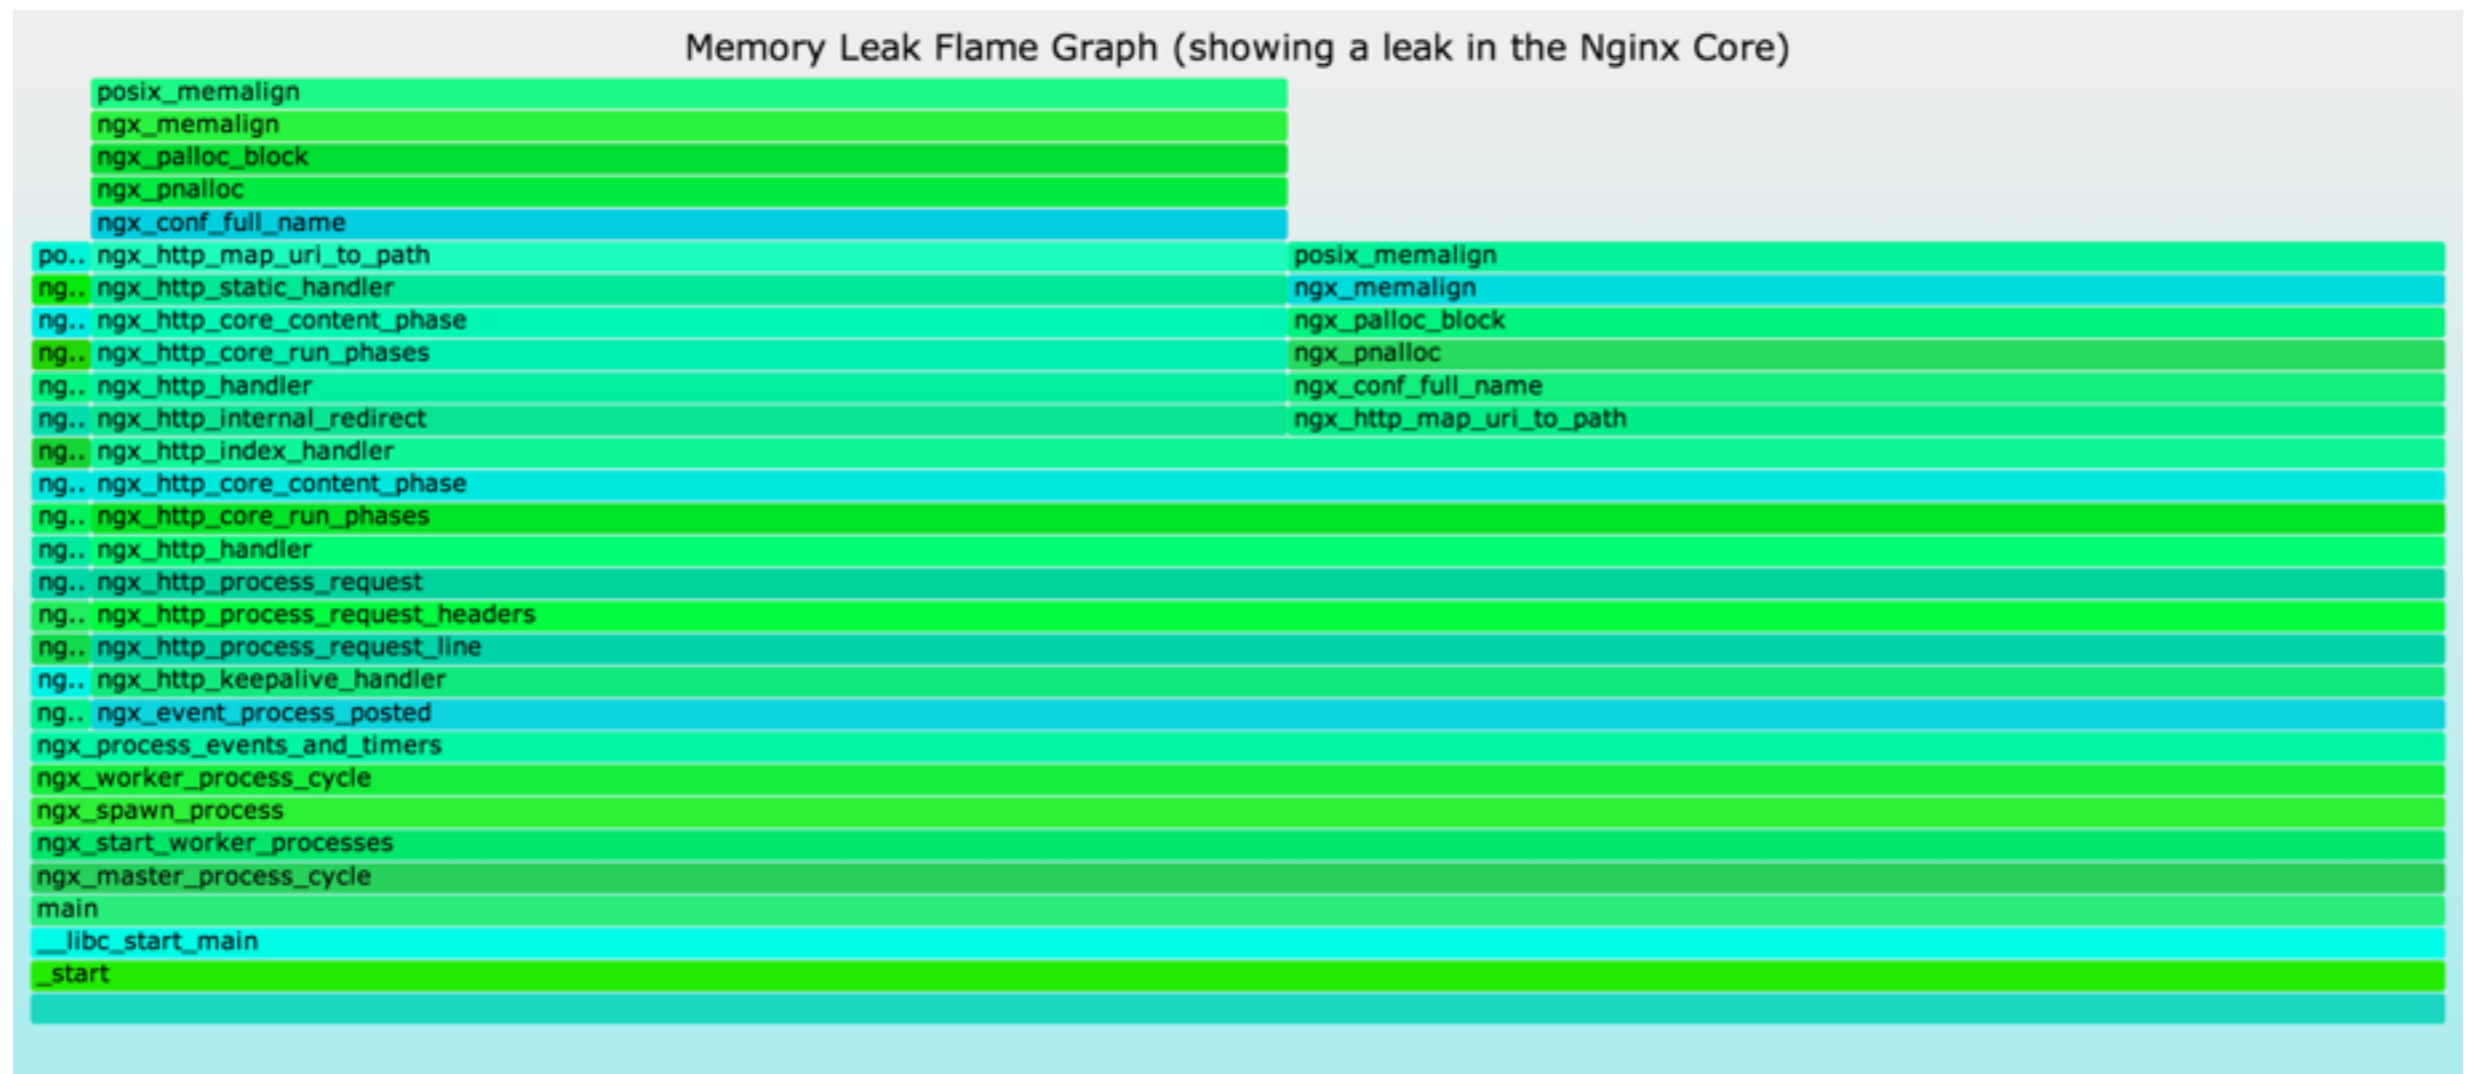 Memory Leak Flame Graph (showing a leak in the Nginx Core)
posix_memalign
ngx_memalign
ngx_palloc_block
ngx_pnalloc
ngx_conf_full_name
po.. ngx_http_map_uri_to_path posix_memalign
ng.. ngx_http_static_handler ngx_memalign
ng.. ngx_http_core_content_phase ngx_palloc_block
ng.. ngx_http_core_run_phases ngx_pnalloc
ng.. ngx_http_handler ngx_conf_full_name
ng.. ngx_http_internal_redirect ngx_http_map_uri_to_path
ng.. ngx_http_index_handler
ng.. ngx_http_core_content_phase
ng.. ngx_http_core_run_phases
ng.. ngx_http_handler
ng.. ngx_http_process_request
ng.. ngx_http_process_request_headers
ng.. ngx_http_process_request_line
ng.. ngx_http_keepalive_handler
ng.. ngx_event_process_posted
ngx_process_events_and_timers
ngx_worker_process_cycle
ngx_spawn_process
ngx_start_worker_processes
ngx_master_process_cycle
main
__libc_start_main
_start